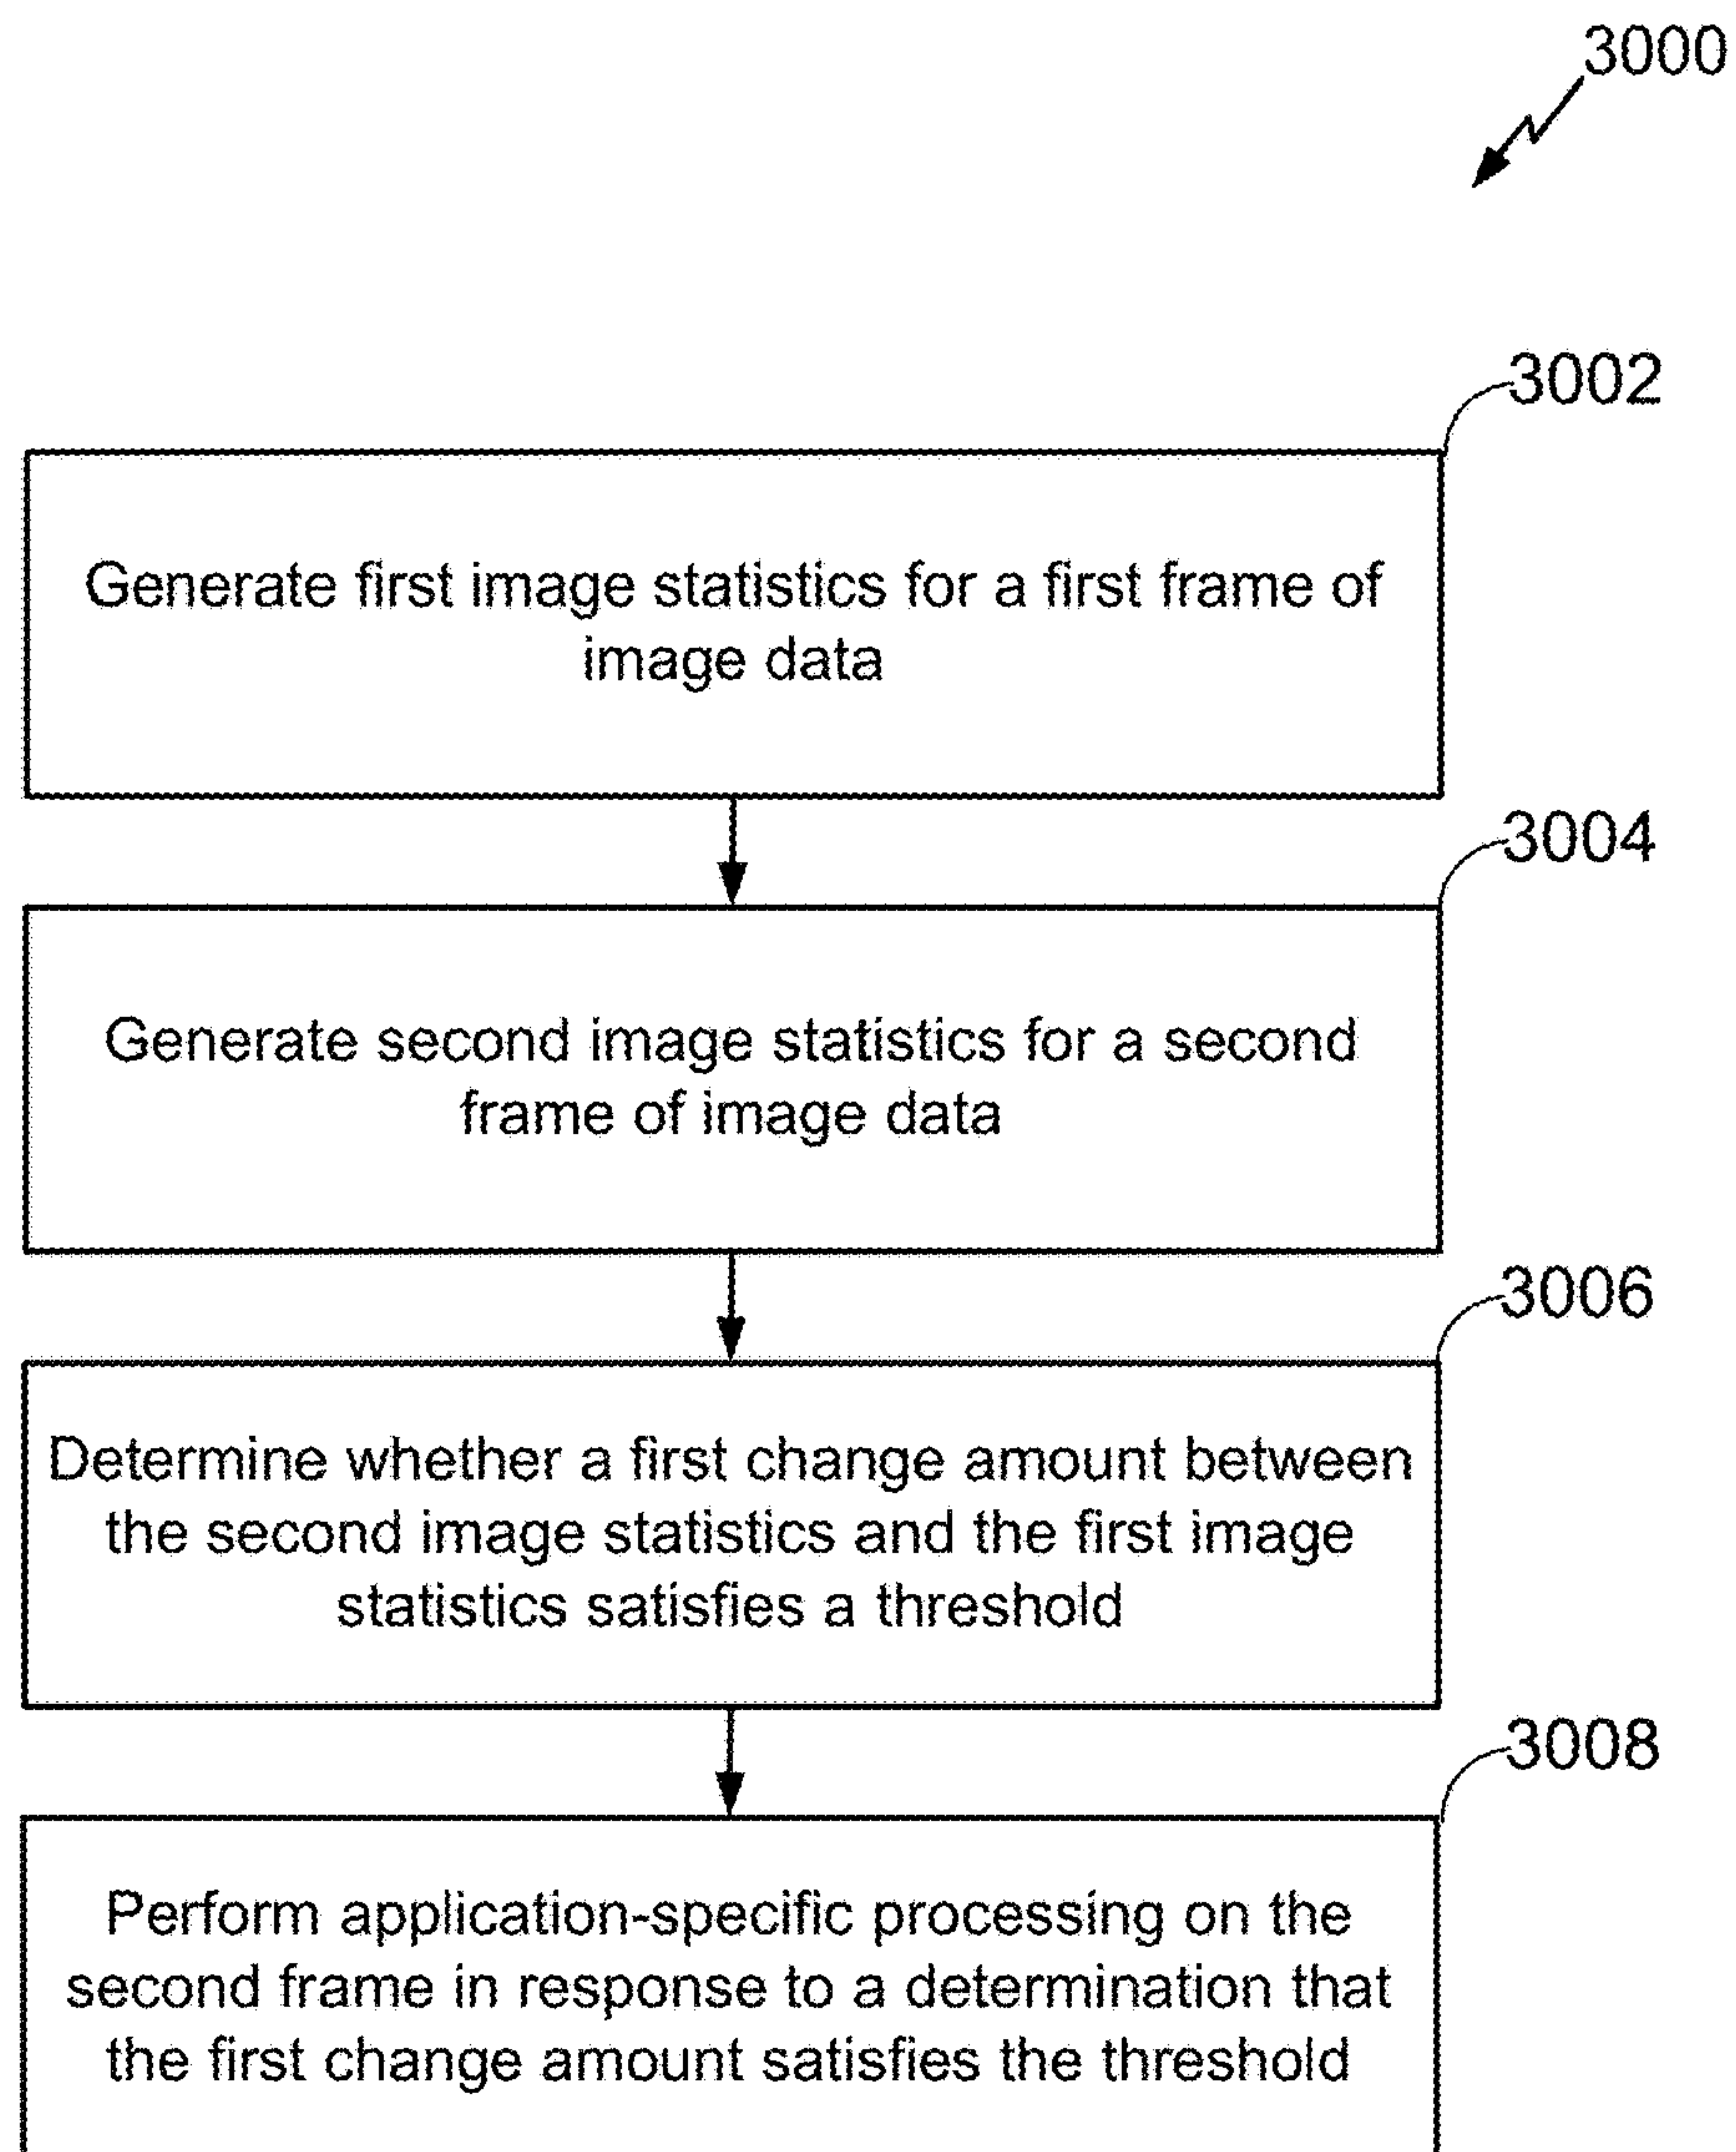 3000
3002
Generate first image statistics for a first frame of
image data
3004
Generate second image statistics for a second
frame of image data
3006
Determine whether a first change amount between
the second image statistics and the first image
statistics satisfies a threshold
3008
Perform application-specific processing on the
second frame in response to a determination that
the first change amount satisfies the threshold